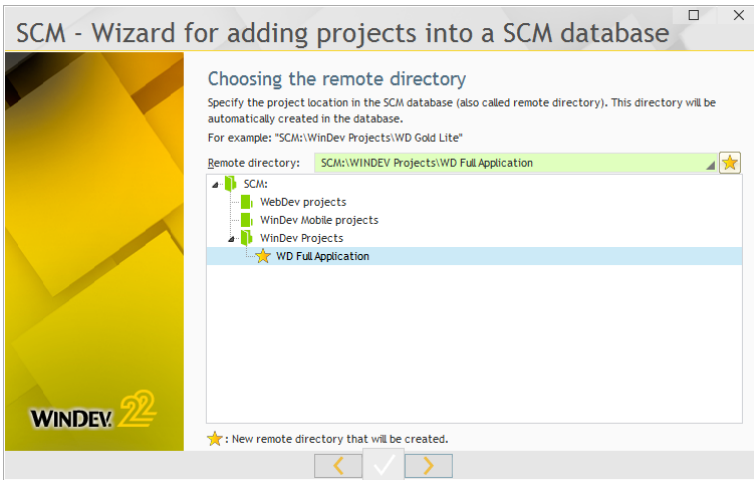 SCM - Wizard for adding projects into a SCM database
Choosing the remote directory
Specify the project location in the SCM database (also called remote directory). This directory will be
automatically created in the database.
For example: "SCM:\WinDev Projects\WD Gold Lite"
Remote directory: SCM:\WINDEV Projects\WD Full Application
SCM:
WebDev projects
WinDev Mobile projects
WinDev Projects
WD Full Application
WINDEV. 22
: New remote directory that will be created.